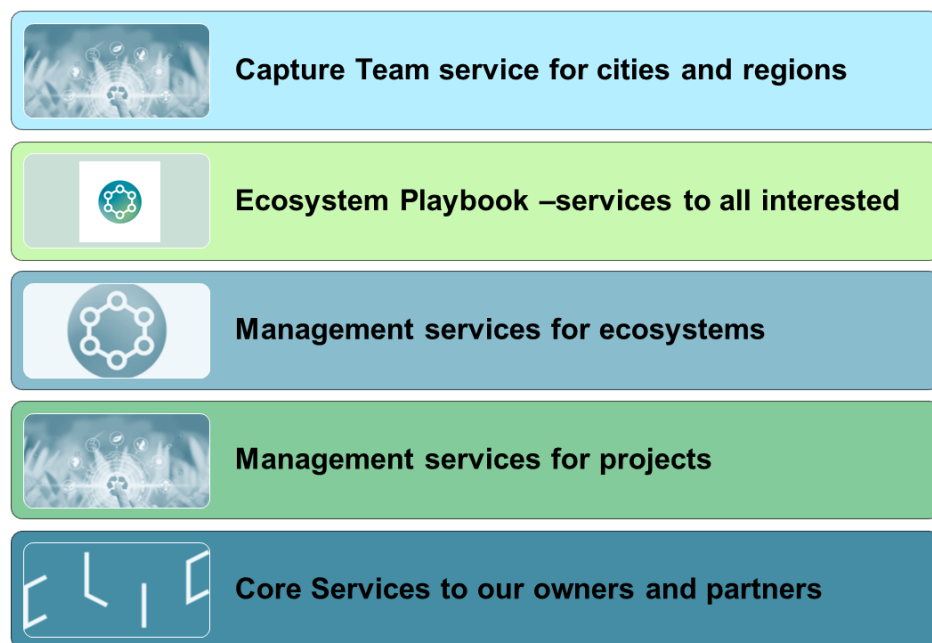 Capture Team service for cities and regions
Ecosystem Playbook –services to all interested
Management services for ecosystems
Management services for projects
CLIC
Core Services to our owners and partners